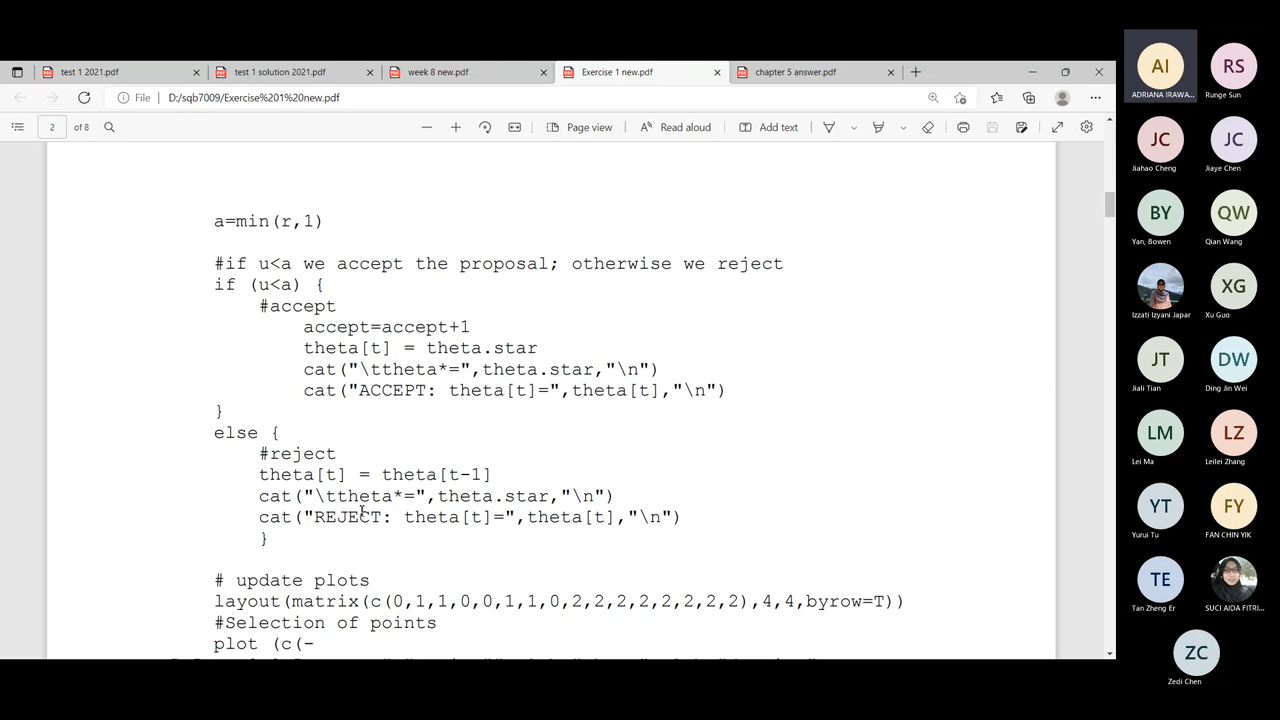 test 1 2021.pdf
test 1 solution 2021.pdf
week 8 new.pdf
Exercise 1 new.pdf
chapter 5 answer.pdf
File D:/sqb7009/Exercise%201%20new.pdf
2 of 8
Page view
Read aloud
Add text
a=min(r,1)
#if u<a we accept the proposal; otherwise we reject
if (u<a) {
#accept
accept=accept+1
theta[t] = theta.star
cat("\ttheta*=",theta.star,"\n")
cat("ACCEPT: theta[t]=",theta[t],"\n")
}
else {
#reject
theta[t] = theta[t-1]
cat("\ttheta*=",theta.star,"\n")
cat("REJECT: theta[t]=",theta[t],"\n")
}
# update plots
layout(matrix(c(0,1,1,0,0,1,1,0,2,2,2,2,2,2,2,2),4,4,byrow=T))
#Selection of points
plot (c(-
AI RS
ADRIANA IRAWA... Runge Sun
JC JC
Jiahao Cheng Jiaye Chen
BY QW
Yan, Bowen Qian Wang
XG
Izzati Izyani Japar Xu Guo
JT DW
Jiali Tian Ding Jin Wei
LM LZ
Lei Ma Leilei Zhang
YT FY
Yurui Tu FAN CHIN YIK
TE
Tan Zheng Er SUCI AIDA FITRI...
ZC
Zedi Chen